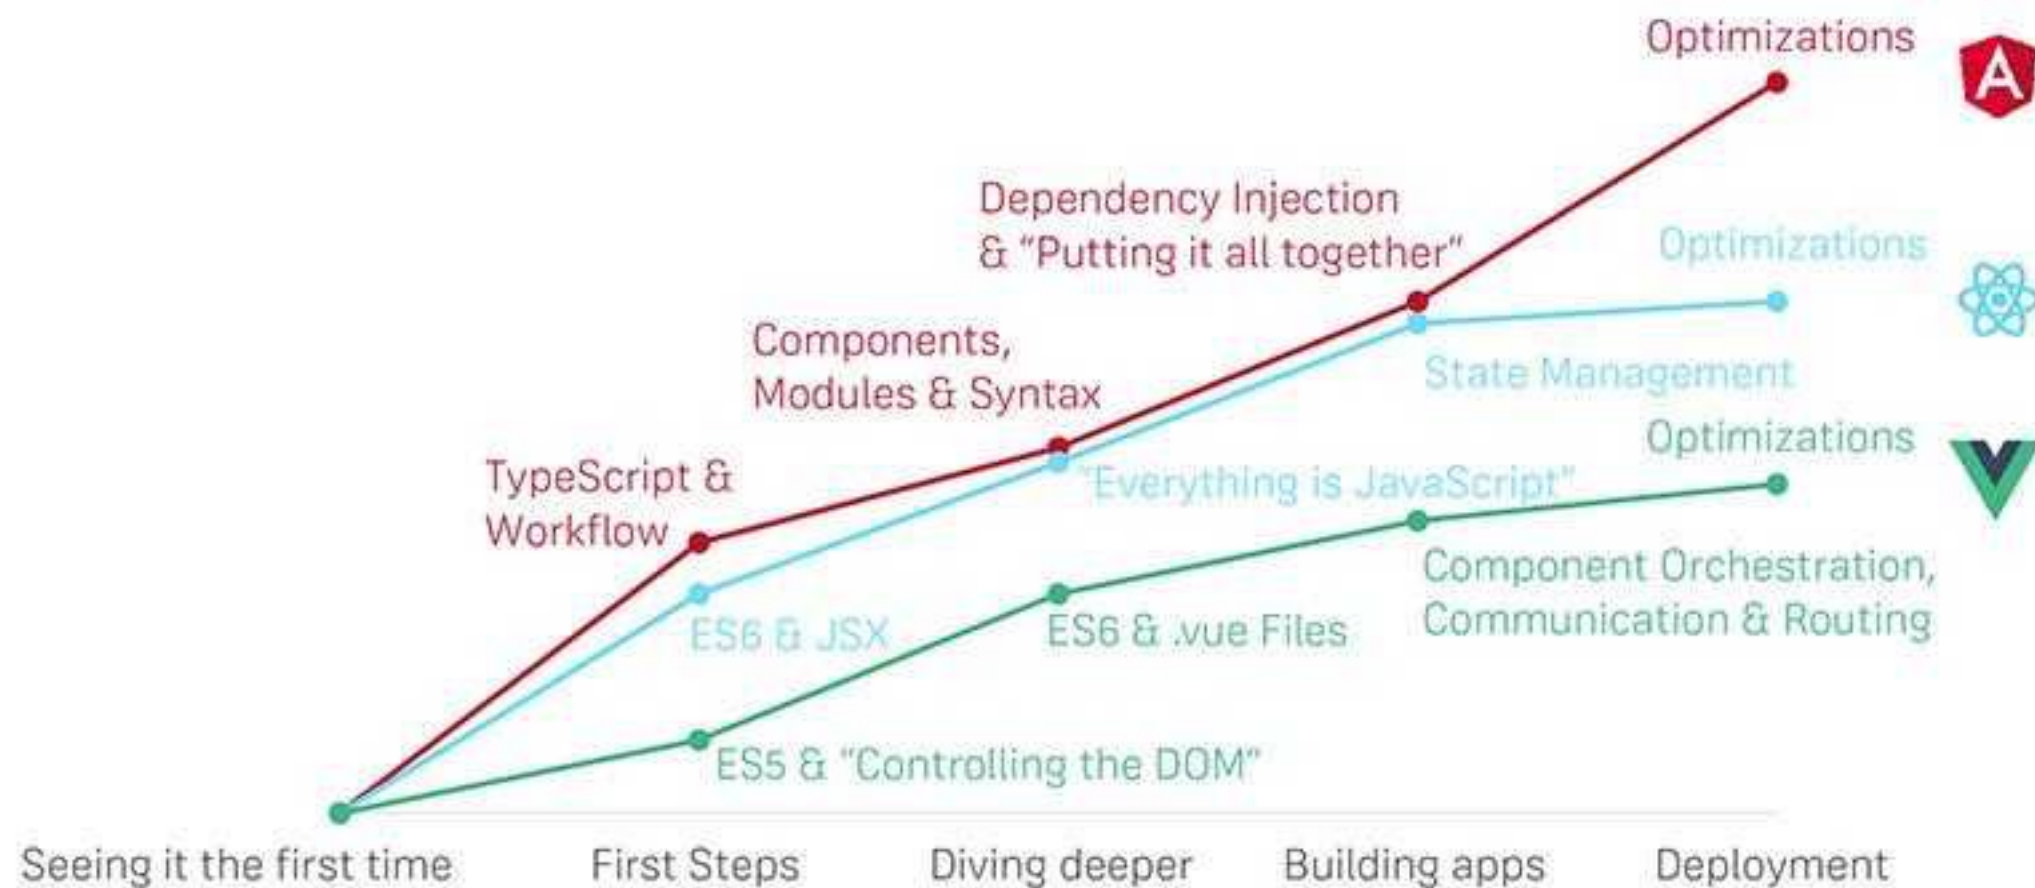 Optimizations
A
Dependency Injection
& “Putting it all together”
Optimizations
Components,
Modules & Syntax
State Management
Optimizations
TypeScript &
Workflow
"Everything is JavaScript"
Component Orchestration,
Communication & Routing
ES6 & JSX
ES6 & .vue Files
ES5 & “Controlling the DOM”
Seeing it the first time
First Steps
Diving deeper
Building apps
Deployment